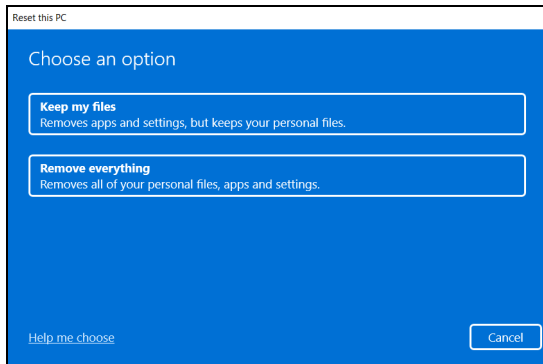 Reset this PC
Choose an option
Keep my files
Removes apps and settings, but keeps your personal files.
Remove everything
Removes all of your personal files, apps and settings.
Help me choose
Cancel